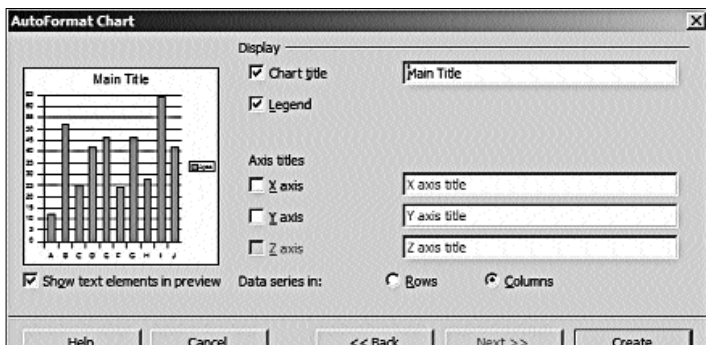 AutoFormat Chart
Display
Chart title
Main Title
Legend
Main Title
A B C D E F G H I J
Axis titles
X axis
X axis title
Y axis
Y axis title
Z axis
Z axis title
Show text elements in preview
Data series in:
Rows
Columns
Help
Cancel
<< Back
Next >>
Create